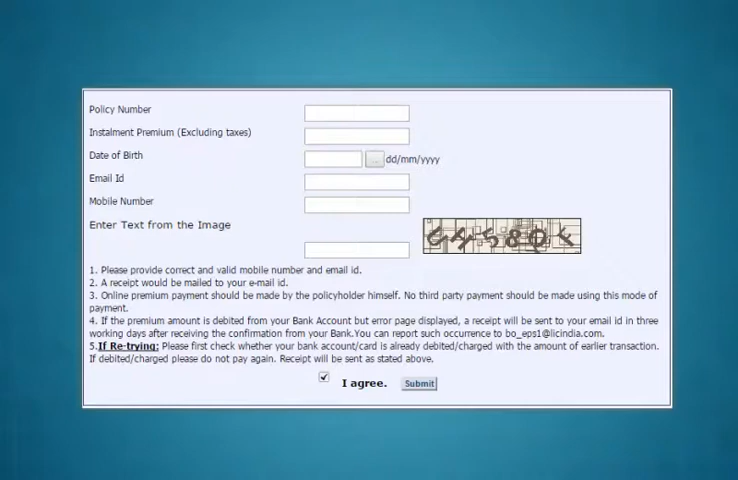 Policy Number
Instalment Premium (Excluding taxes)
Date of Birth
... dd/mm/yyyy
Email Id
Mobile Number
Enter Text from the Image
1. Please provide correct and valid mobile number and email id.
2. A receipt would be mailed to your e-mail id.
3. Online premium payment should be made by the policyholder himself. No third party payment should be made using this mode of
payment.
4. If the premium amount is debited from your Bank Account but error page displayed, a receipt will be sent to your email id in three
working days after receiving the confirmation from your Bank.You can report such occurrence to bo_eps1@licindia.com.
5.If Re-trying: Please first check whether your bank account/card is already debited/charged with the amount of earlier transaction.
If debited/charged please do not pay again. Receipt will be sent as stated above.
I agree. Submit